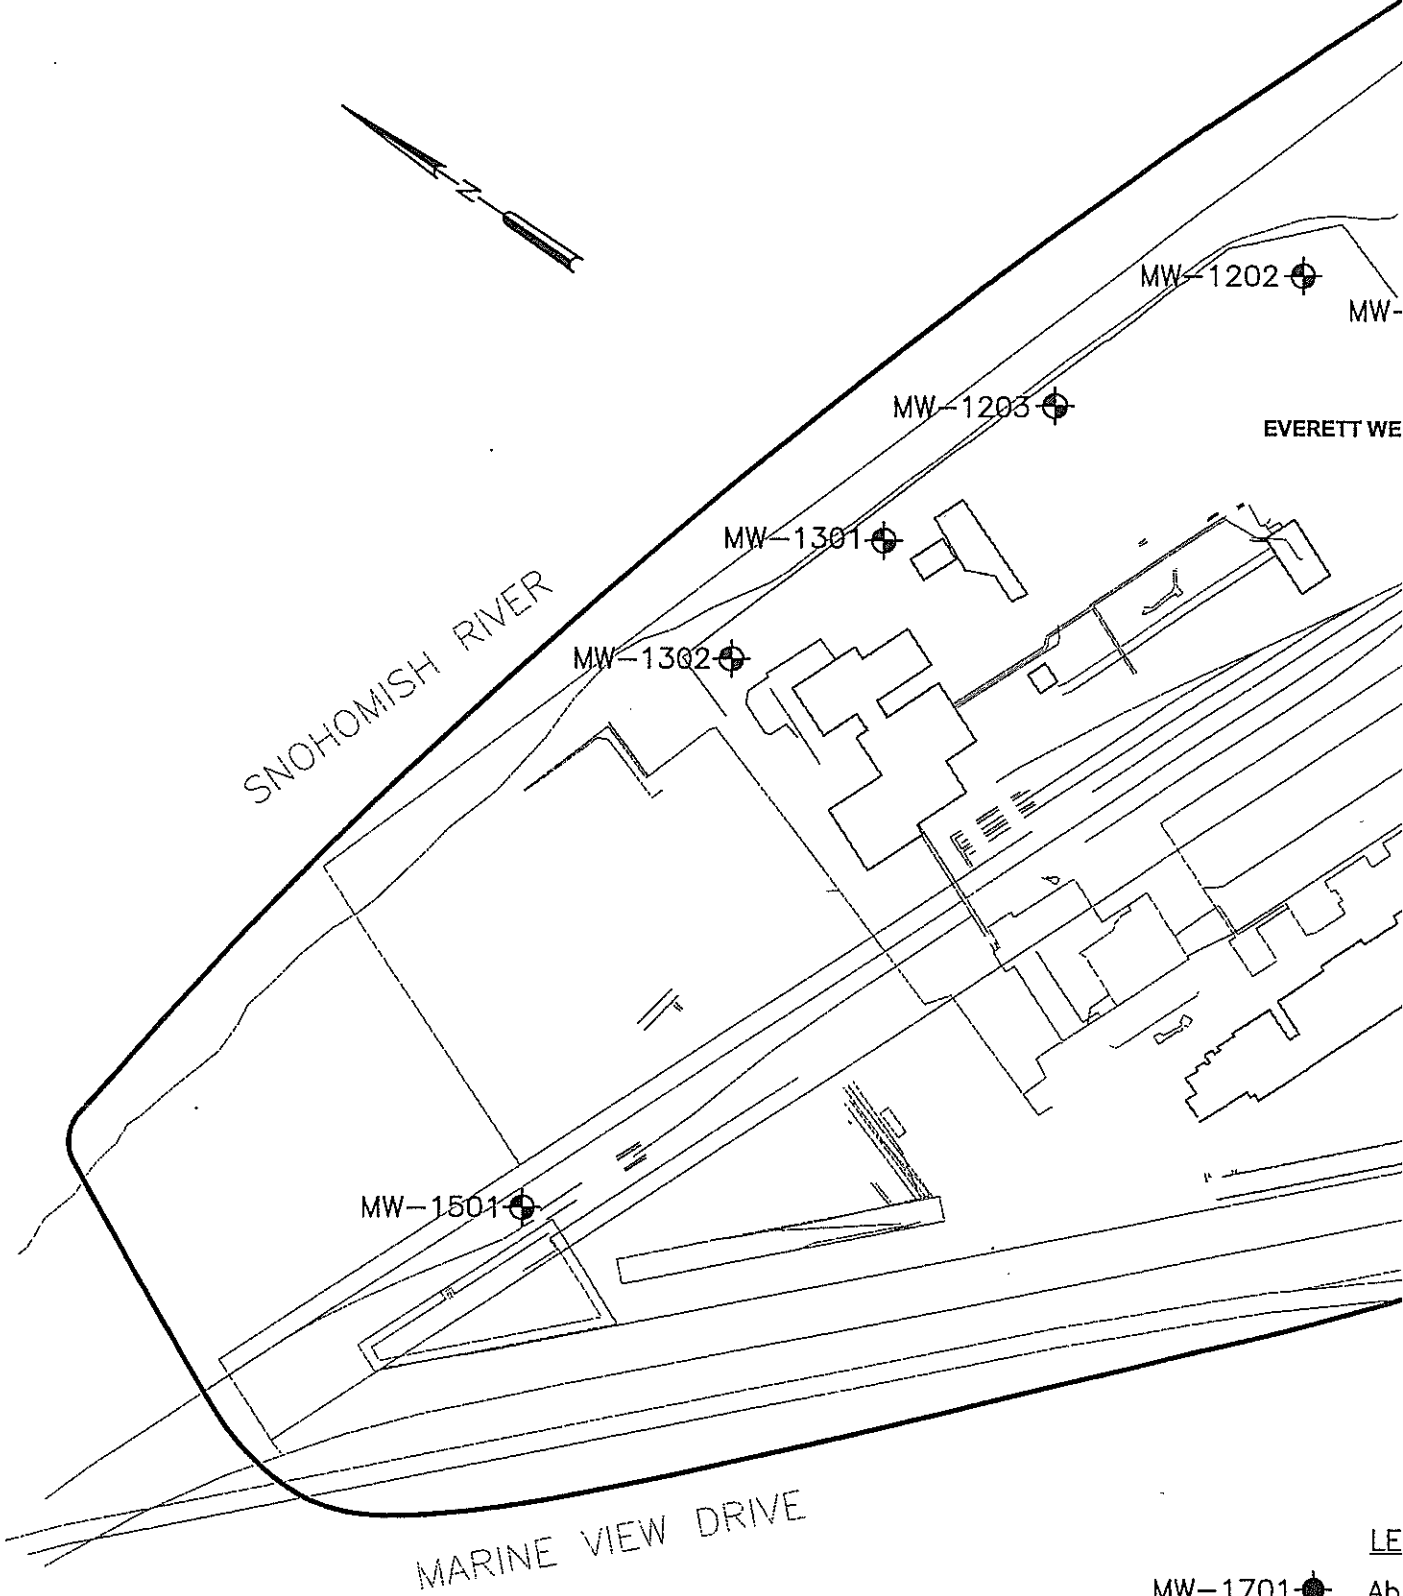 N
MW-1202
MW-
MW-1203
EVERETT WE
MW-1301
SNOHOMISH RIVER
MW-1302
MW-1501
MARINE VIEW DRIVE
LE
MW-1701 Ab